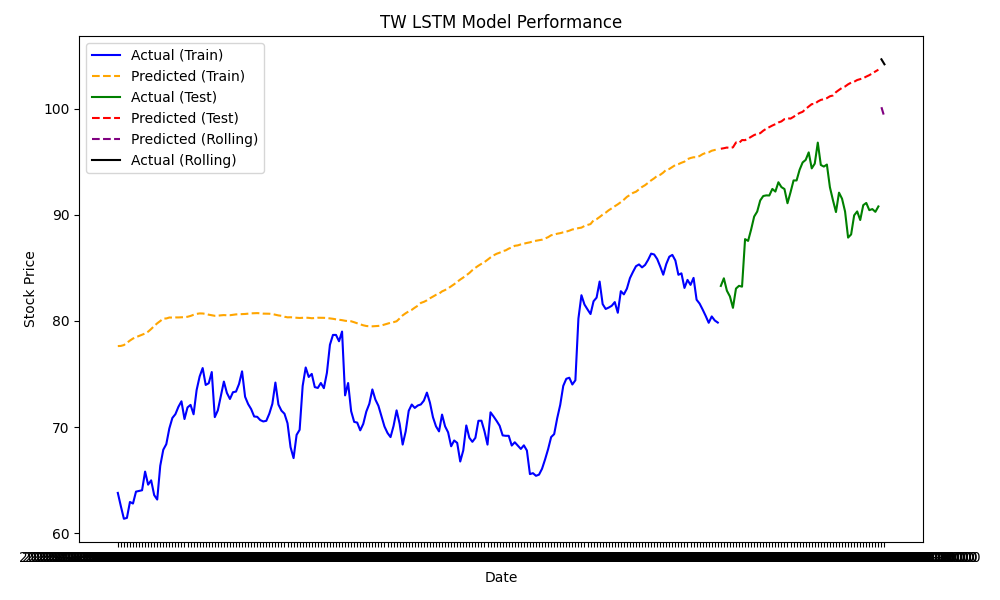 TW LSTM Model Performance
Actual (Train)
Predicted (Train)
Actual (Test)
Predicted (Test)
Predicted (Rolling)
Actual (Rolling)
100
90
80
70
60
Stock Price
Date